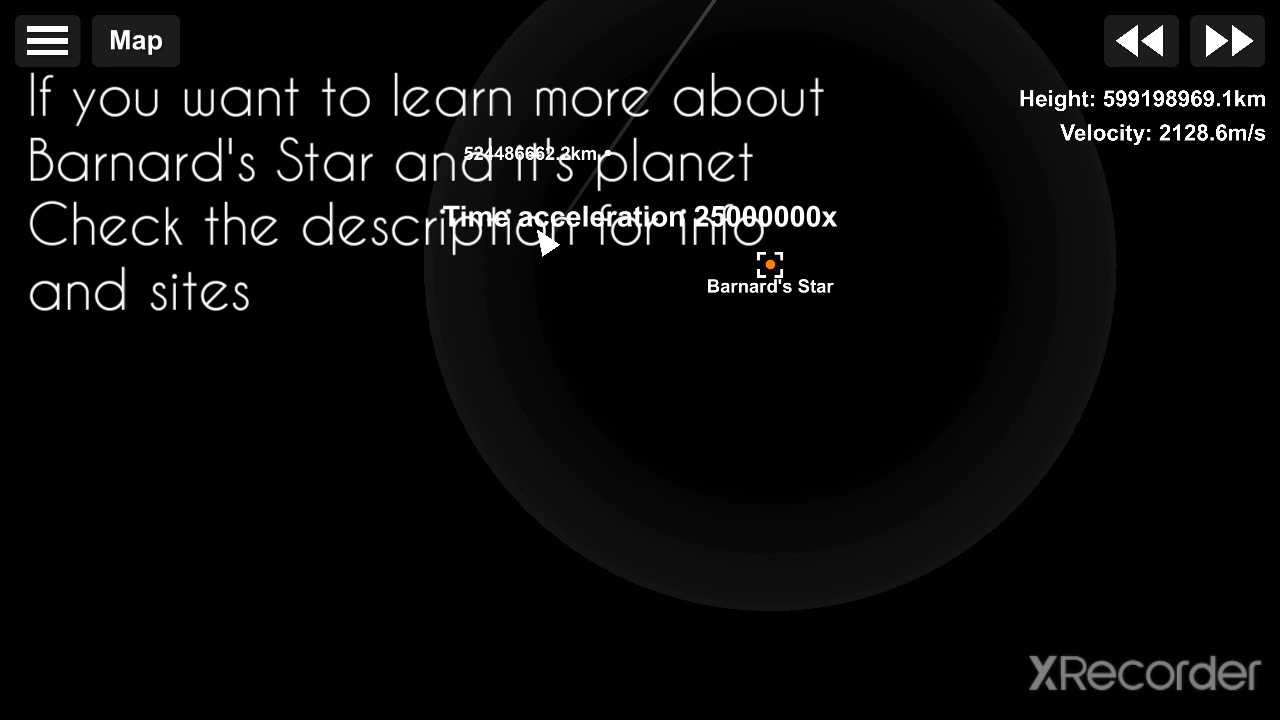 Map
Height: 599198969.1km
Velocity: 2128.6m/s
If you want to learn more about
Barnard's Star and it's planet
Check the description for info
and sites
524486662.2km
Time acceleration 25000000x
Barnard's Star
XRecorder